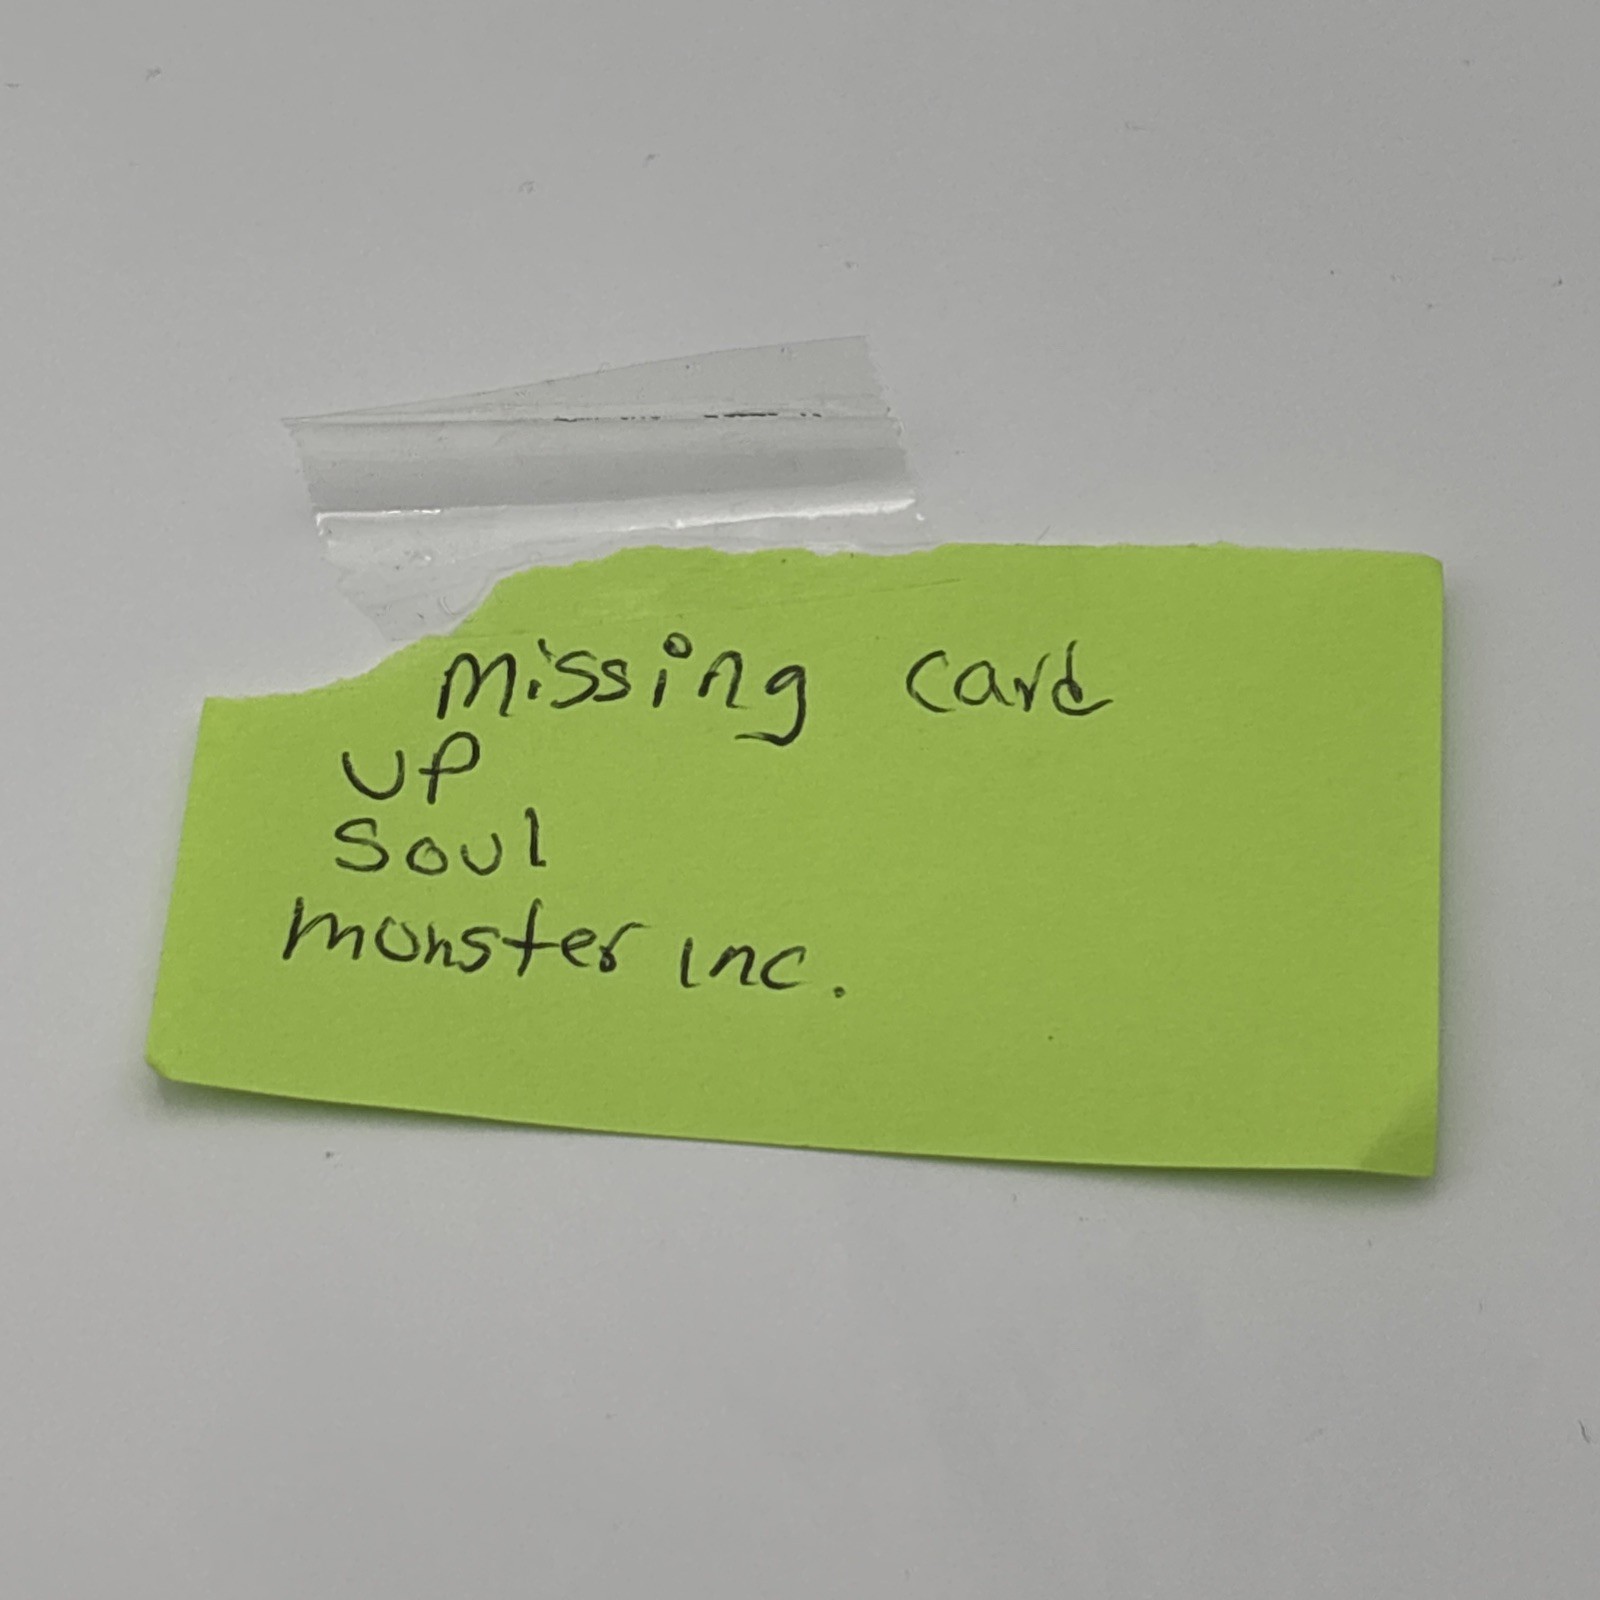 missing card
UP
Soul
monster inc.